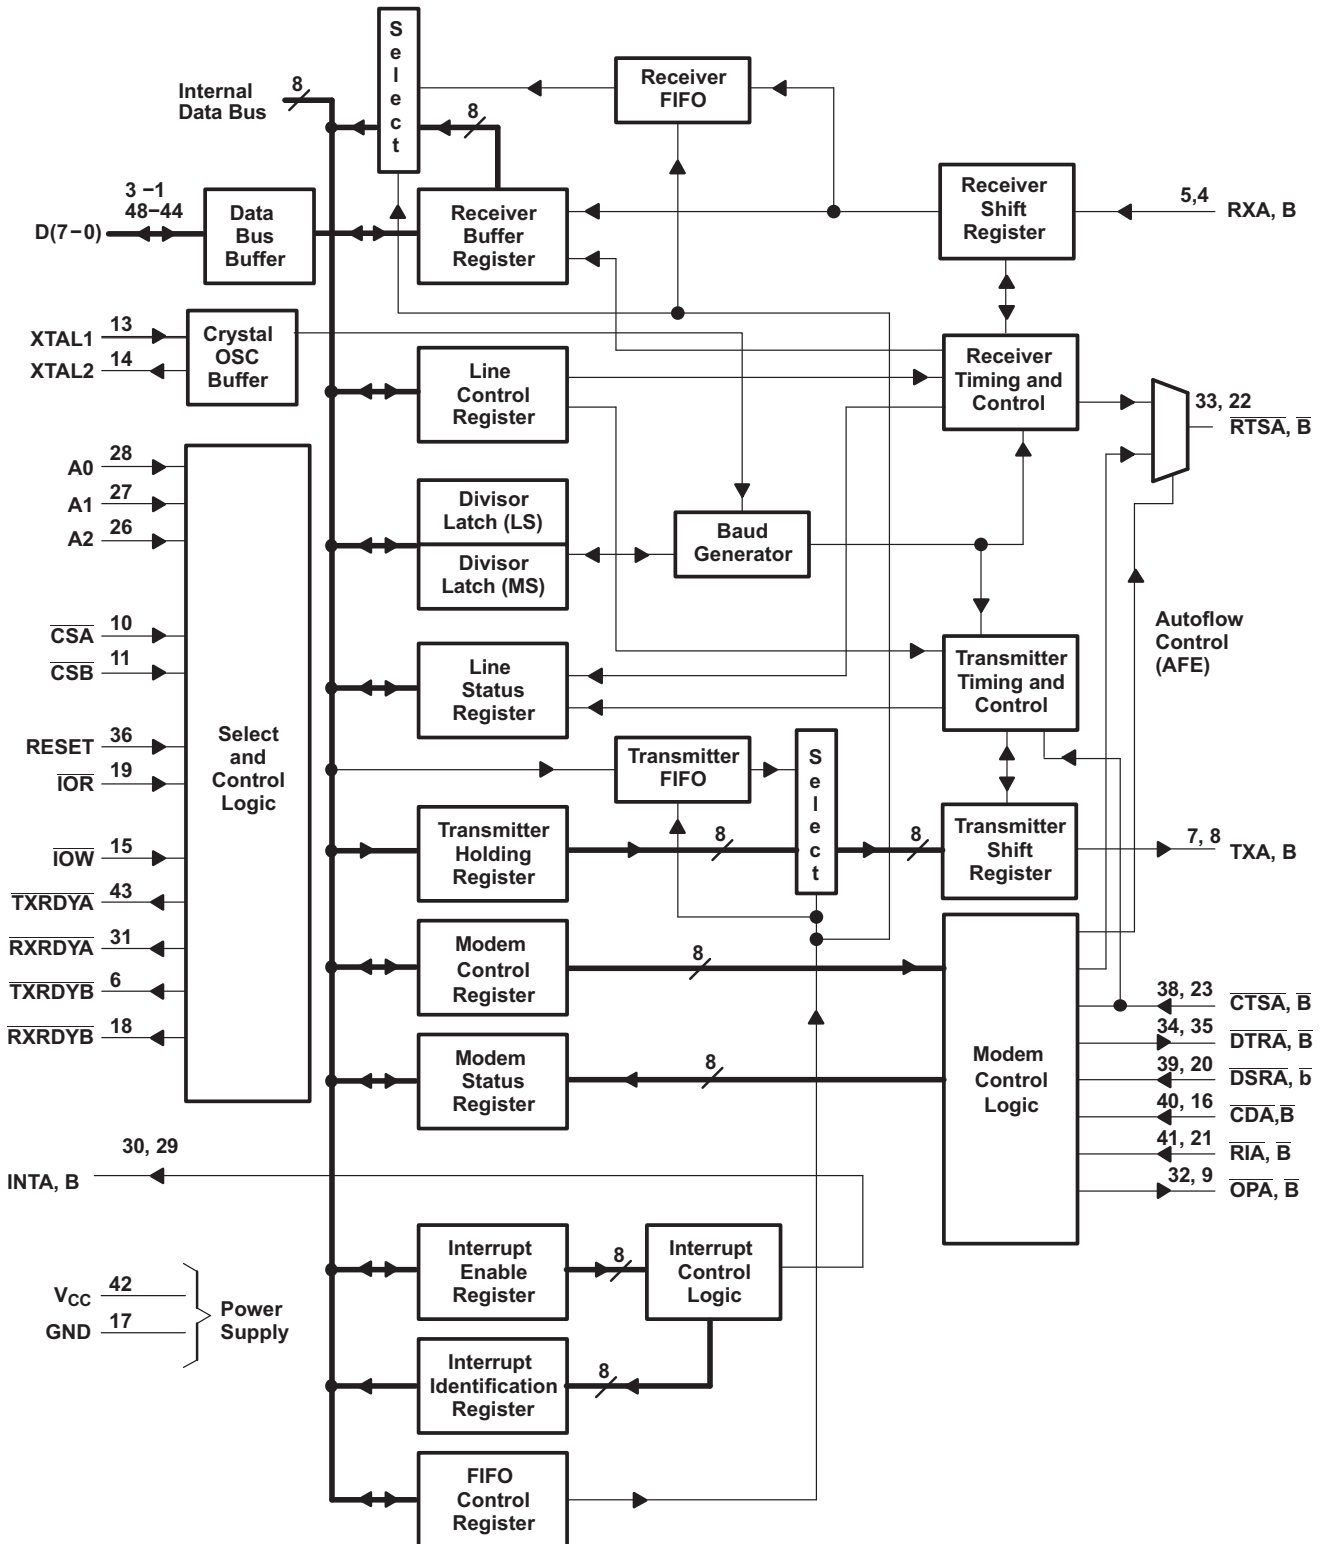 S
e
l
e
c
t
8
Internal
Data Bus
8
Receiver
FIFO
3 −1
48−44
D(7−0)
Data
Bus
Buffer
Receiver
Buffer
Register
Receiver
Shift
Register
5,4
RXA, B
XTAL1
13
XTAL2
14
Crystal
OSC
Buffer
Line
Control
Register
Receiver
Timing and
Control
33, 22
RTSA, B
A0
28
A1
27
A2
26
CSA
10
CSB
11
RESET
36
IOR
19
IOW
15
TXRDYA
43
RXRDYA
31
TXRDYB
6
RXRDYB
18
Select
and
Control
Logic
Divisor
Latch (LS)
Divisor
Latch (MS)
Baud
Generator
Autoflow
Control
(AFE)
Line
Status
Register
Transmitter
Timing and
Control
Transmitter
FIFO
S
e
l
e
c
t
Transmitter
Holding
Register
8
8
Transmitter
Shift
Register
7, 8
TXA, B
Modem
Control
Register
8
Modem
Status
Register
8
Modem
Control
Logic
38, 23
CTSA, B
34, 35
DTRA, B
39, 20
DSRA, b
40, 16
CDA,B
41, 21
RIA, B
32, 9
OPA, B
30, 29
INTA, B
Interrupt
Enable
Register
8
Interrupt
Control
Logic
VCC
42
GND
17
Power
Supply
Interrupt
Identification
Register
8
FIFO
Control
Register